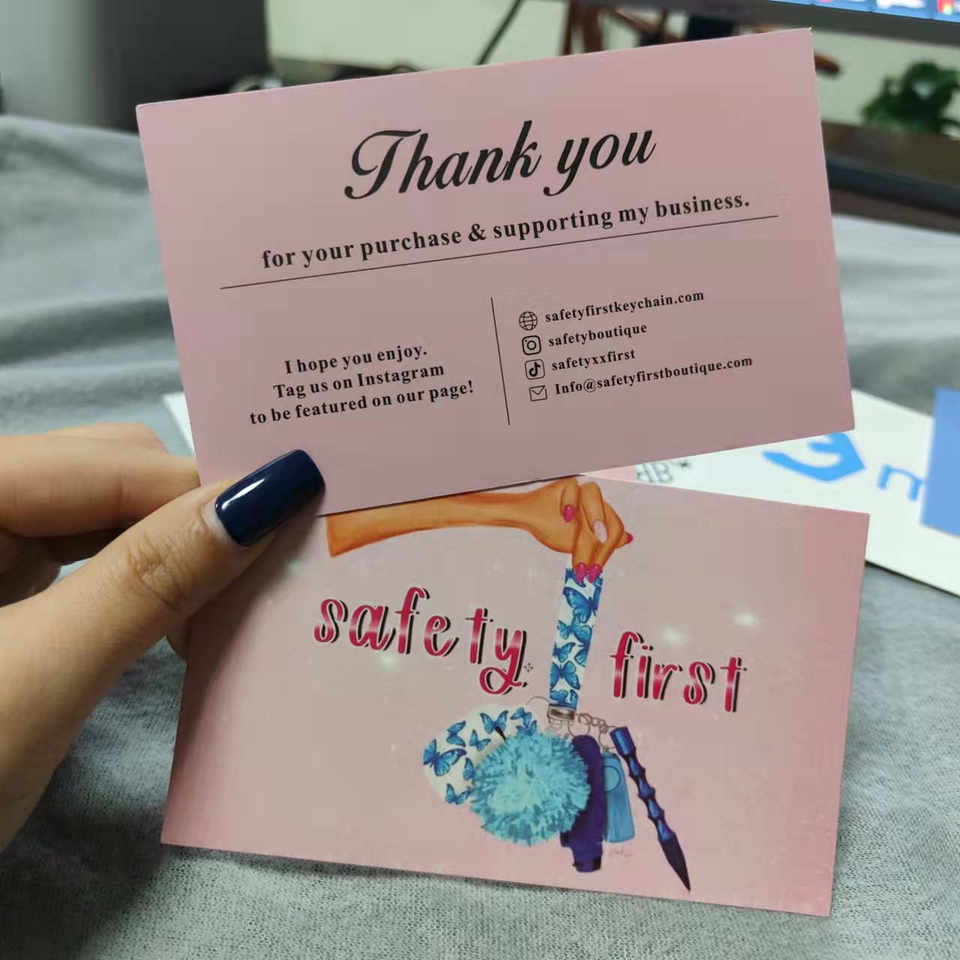 Thank you
for your purchase & supporting my business.
I hope you enjoy.
Tag us on Instagram
to be featured on our page!
safetyfirstkeychain.com
safetyboutique
safetyxxfirst
Info@safetyfirstboutique.com
safety first